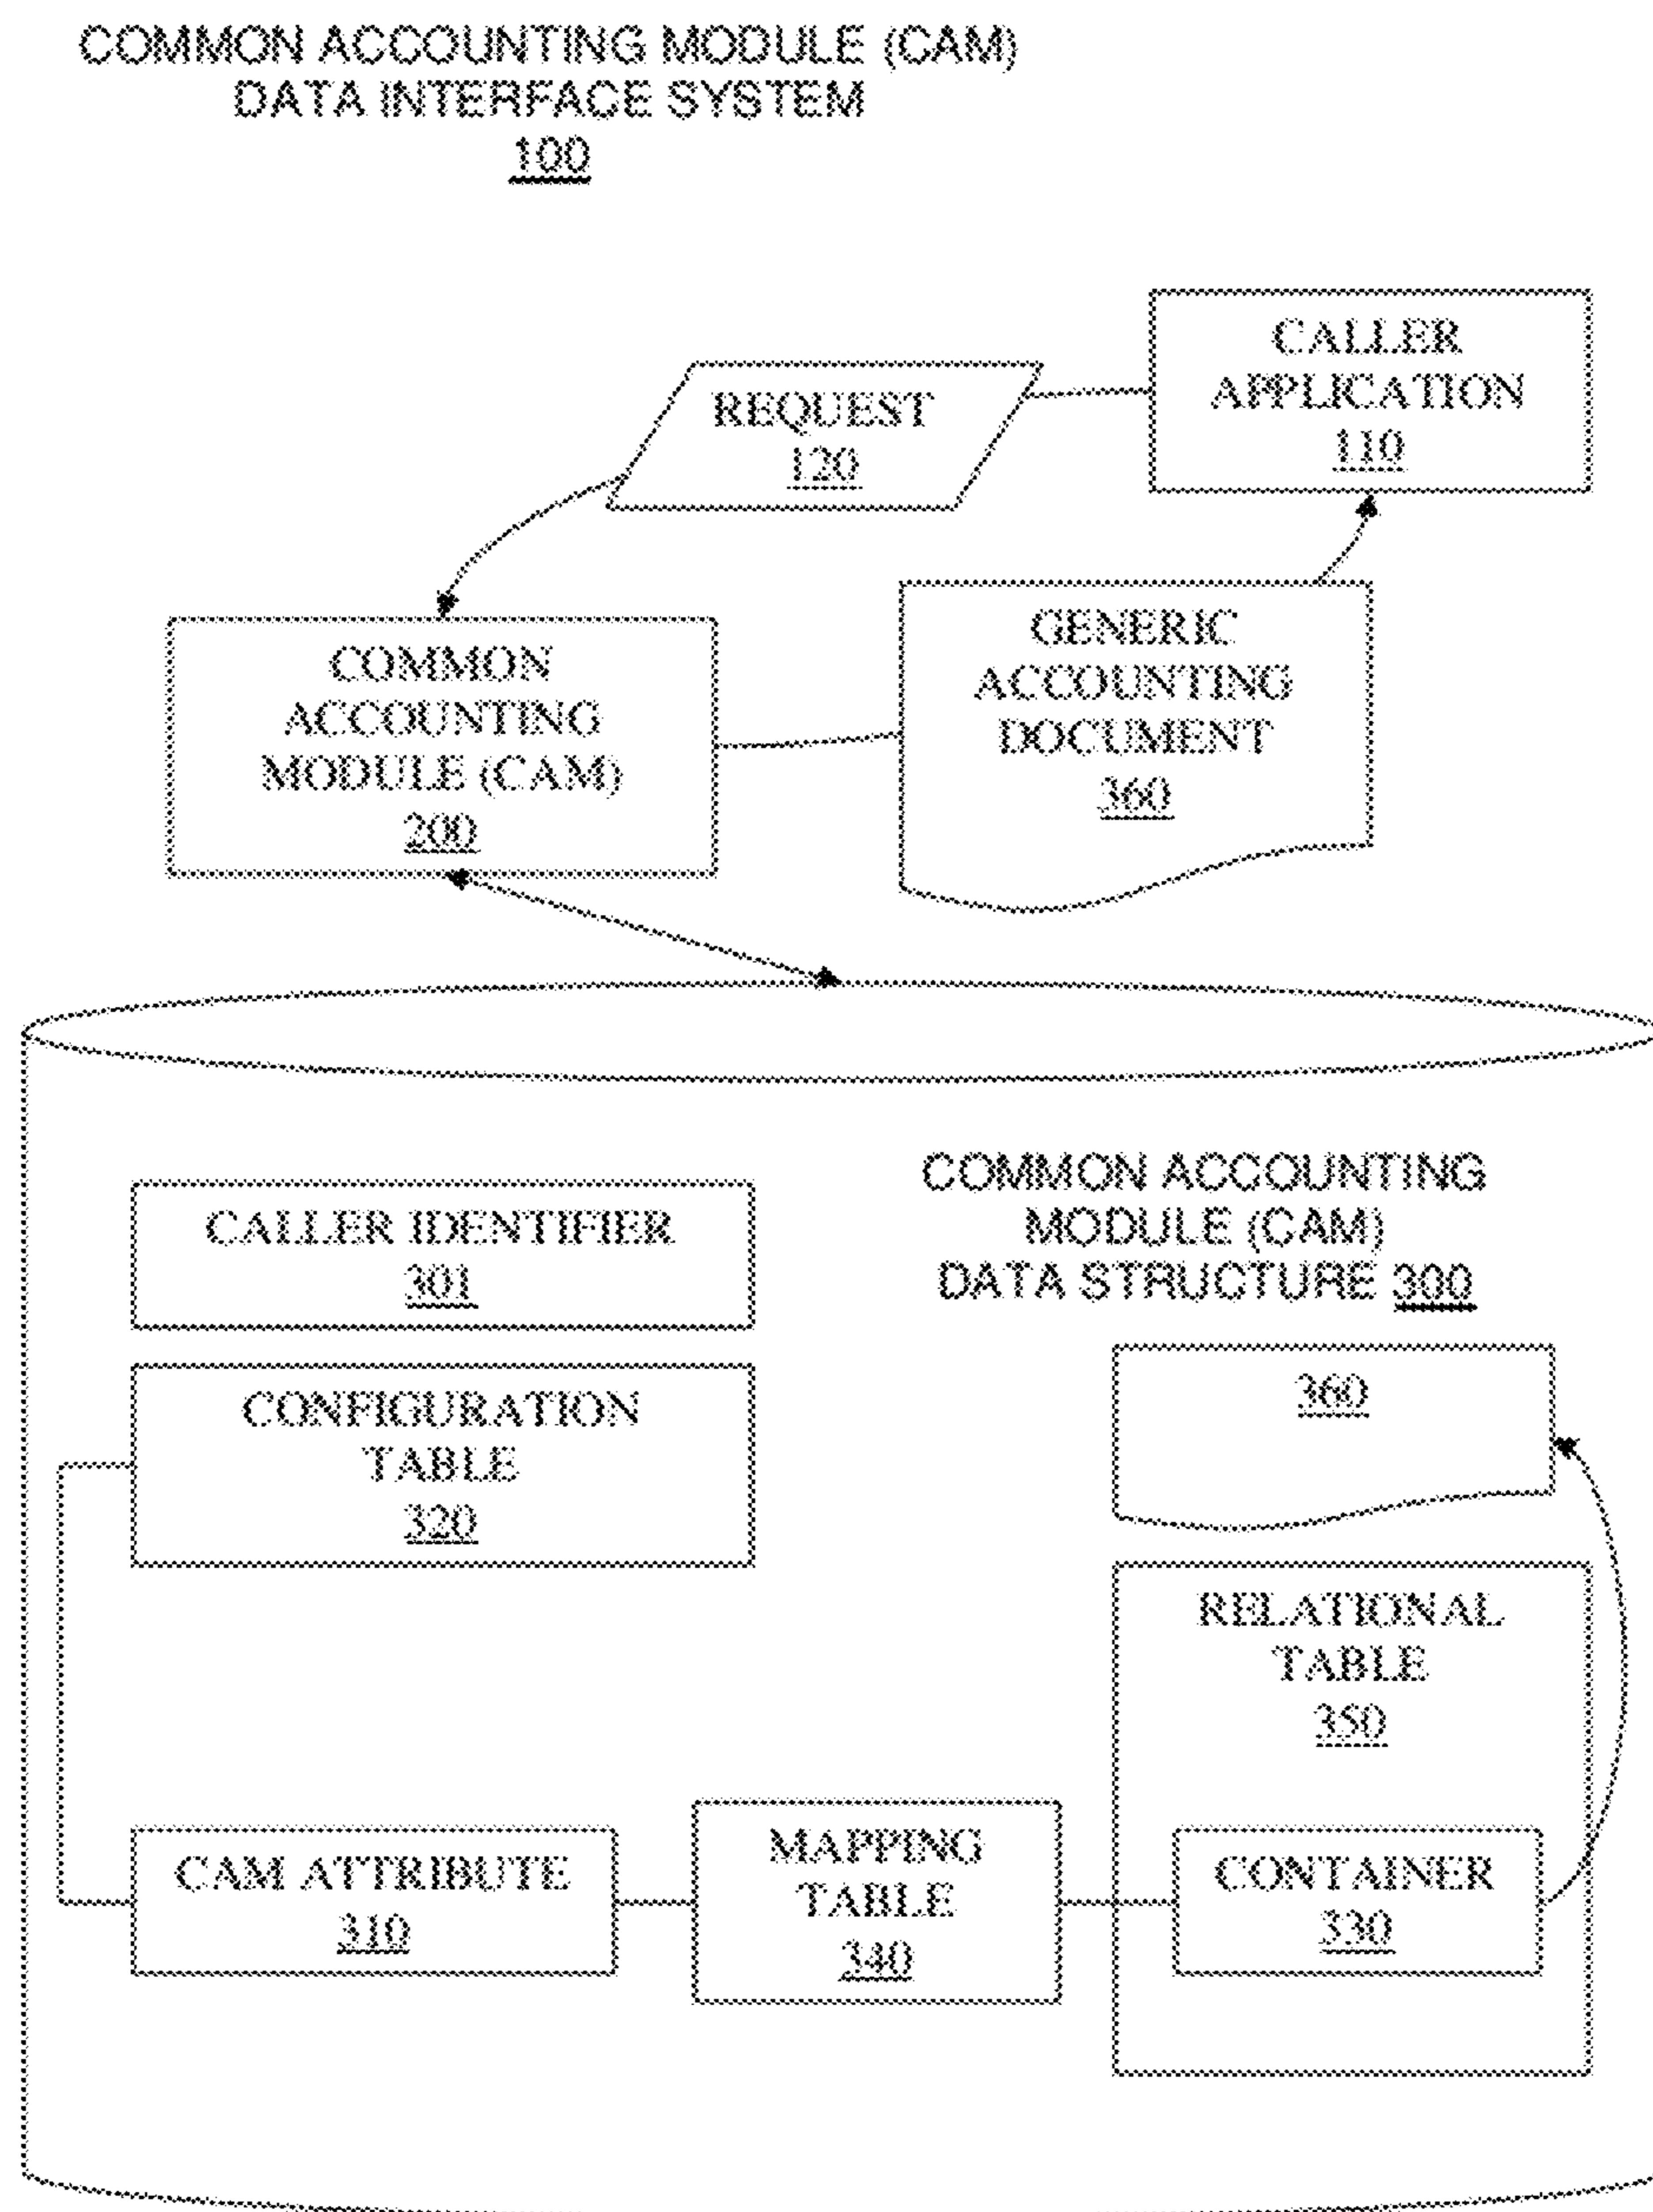 COMMON ACCOUNTING MODULE (CAM)
DATA INTERFACE SYSTEM
100
CALLER
APPLICATION
110
REQUEST
120
COMMON
ACCOUNTING
MODULE (CAM)
200
GENERIC
ACCOUNTING
DOCUMENT
360
COMMON ACCOUNTING
MODULE (CAM)
DATA STRUCTURE 300
CALLER IDENTIFIER
301
CONFIGURATION
TABLE
320
360
RELATIONAL
TABLE
350
CAM ATTRIBUTE
310
MAPPING
TABLE
340
CONTAINER
330